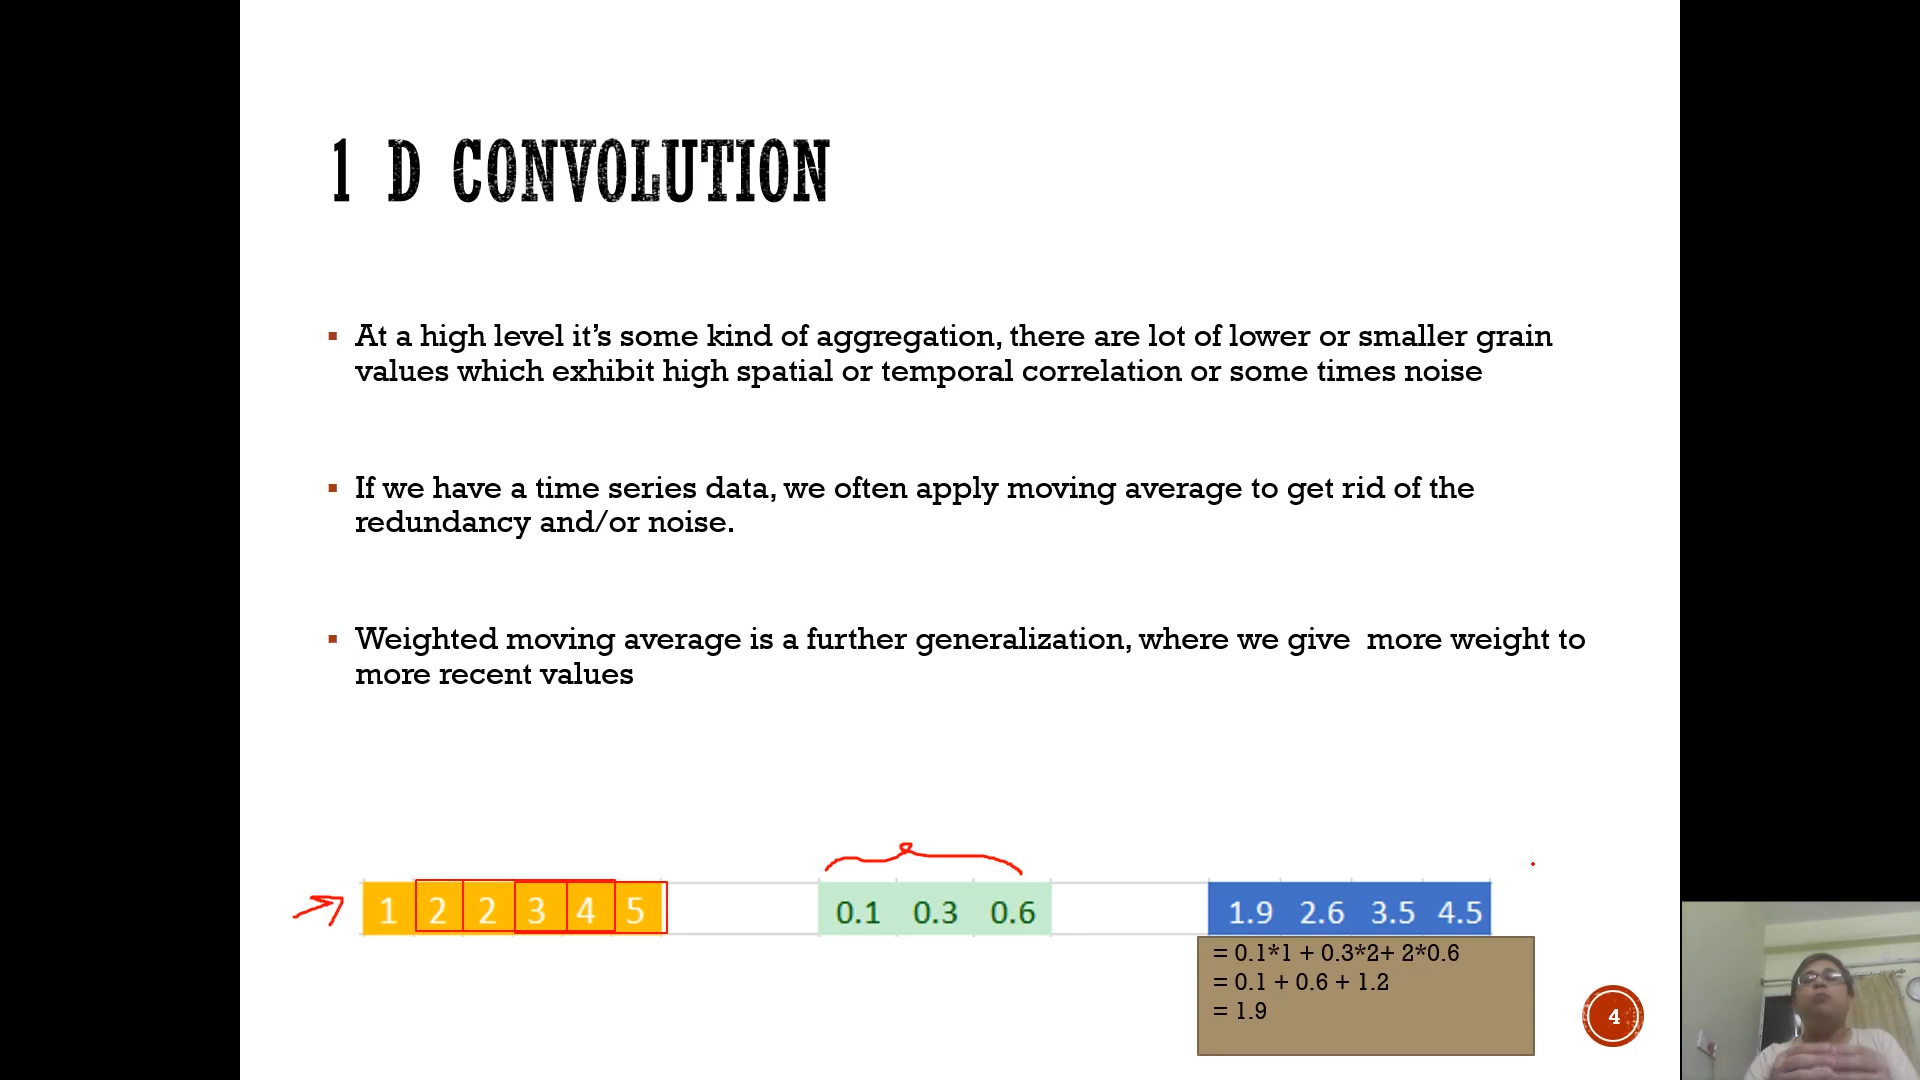 1 D CONVOLUTION
▪ At a high level it’s some kind of aggregation, there are lot of lower or smaller grain
values which exhibit high spatial or temporal correlation or some times noise
▪ If we have a time series data, we often apply moving average to get rid of the
redundancy and/or noise.
▪ Weighted moving average is a further generalization, where we give more weight to
more recent values
1 2 2 3 4 5 0.1 0.3 0.6 1.9 2.6 3.5 4.5
= 0.1*1 + 0.3*2+ 2*0.6
= 0.1 + 0.6 + 1.2
= 1.9
4